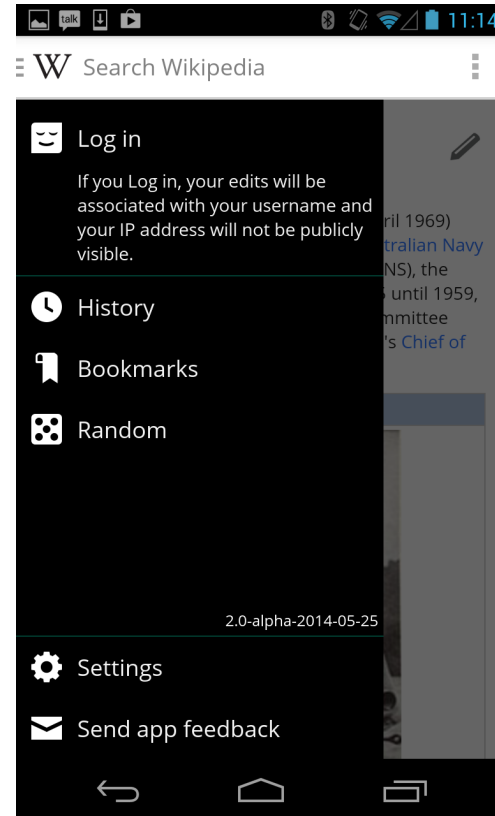 talk
11:14
W Search Wikipedia
Log in
If you Log in, your edits will be
associated with your username and
your IP address will not be publicly
visible.
History
Bookmarks
Random
2.0-alpha-2014-05-25
Settings
Send app feedback
ril 1969)
tralian Navy
NS), the
until 1959,
mmittee
's Chief of